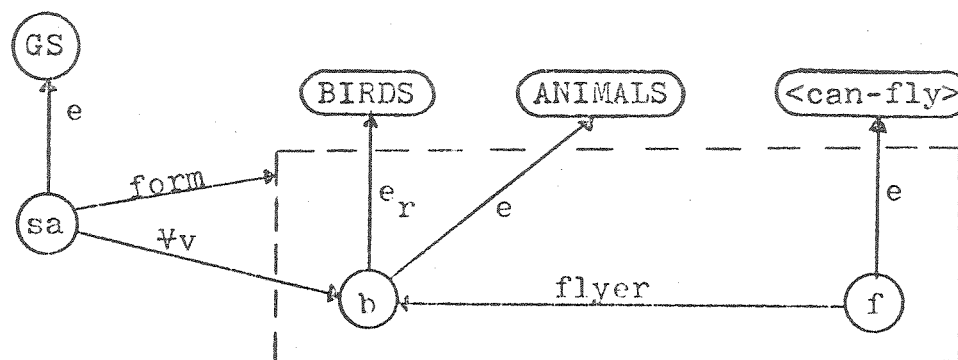 GS
BIRDS ANIMALS <can-fly>
e
form
e_r e e
sa
∀v
b flyer f